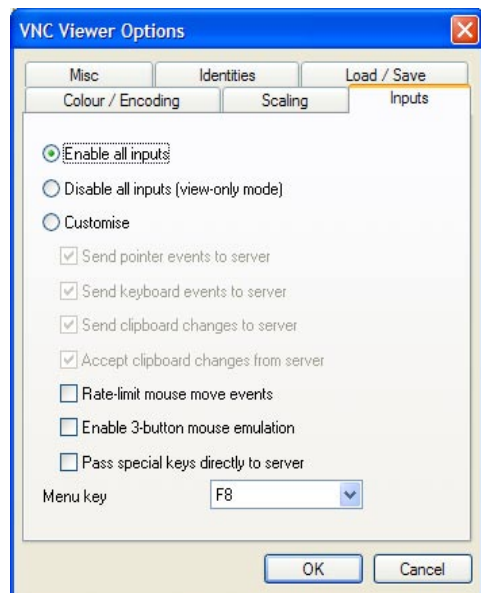 VNC Viewer Options
Misc Identities Load / Save
Colour / Encoding Scaling Inputs
Enable all inputs
Disable all inputs (view-only mode)
Customise
Send pointer events to server
Send keyboard events to server
Send clipboard changes to server
Accept clipboard changes from server
Rate-limit mouse move events
Enable 3-button mouse emulation
Pass special keys directly to server
Menu key F8
OK Cancel